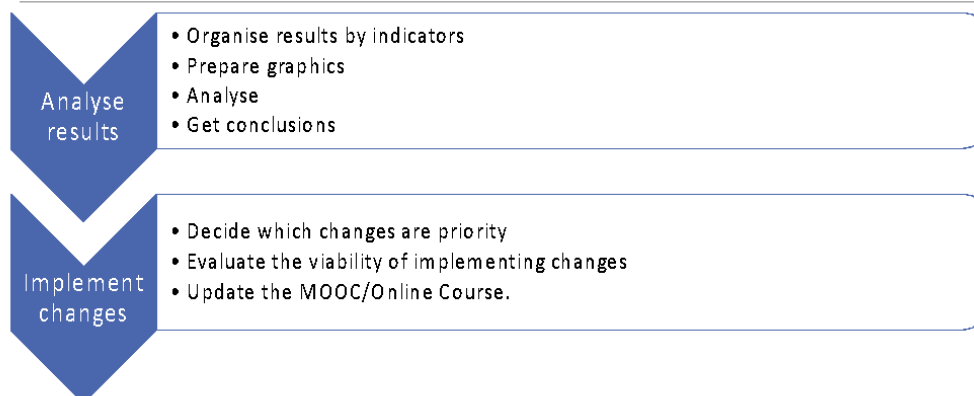 Analyse
results
• Organise results by indicators
• Prepare graphics
• Analyse
• Get conclusions
Implement
changes
• Decide which changes are priority
• Evaluate the viability of implementing changes
• Update the MOOC/Online Course.